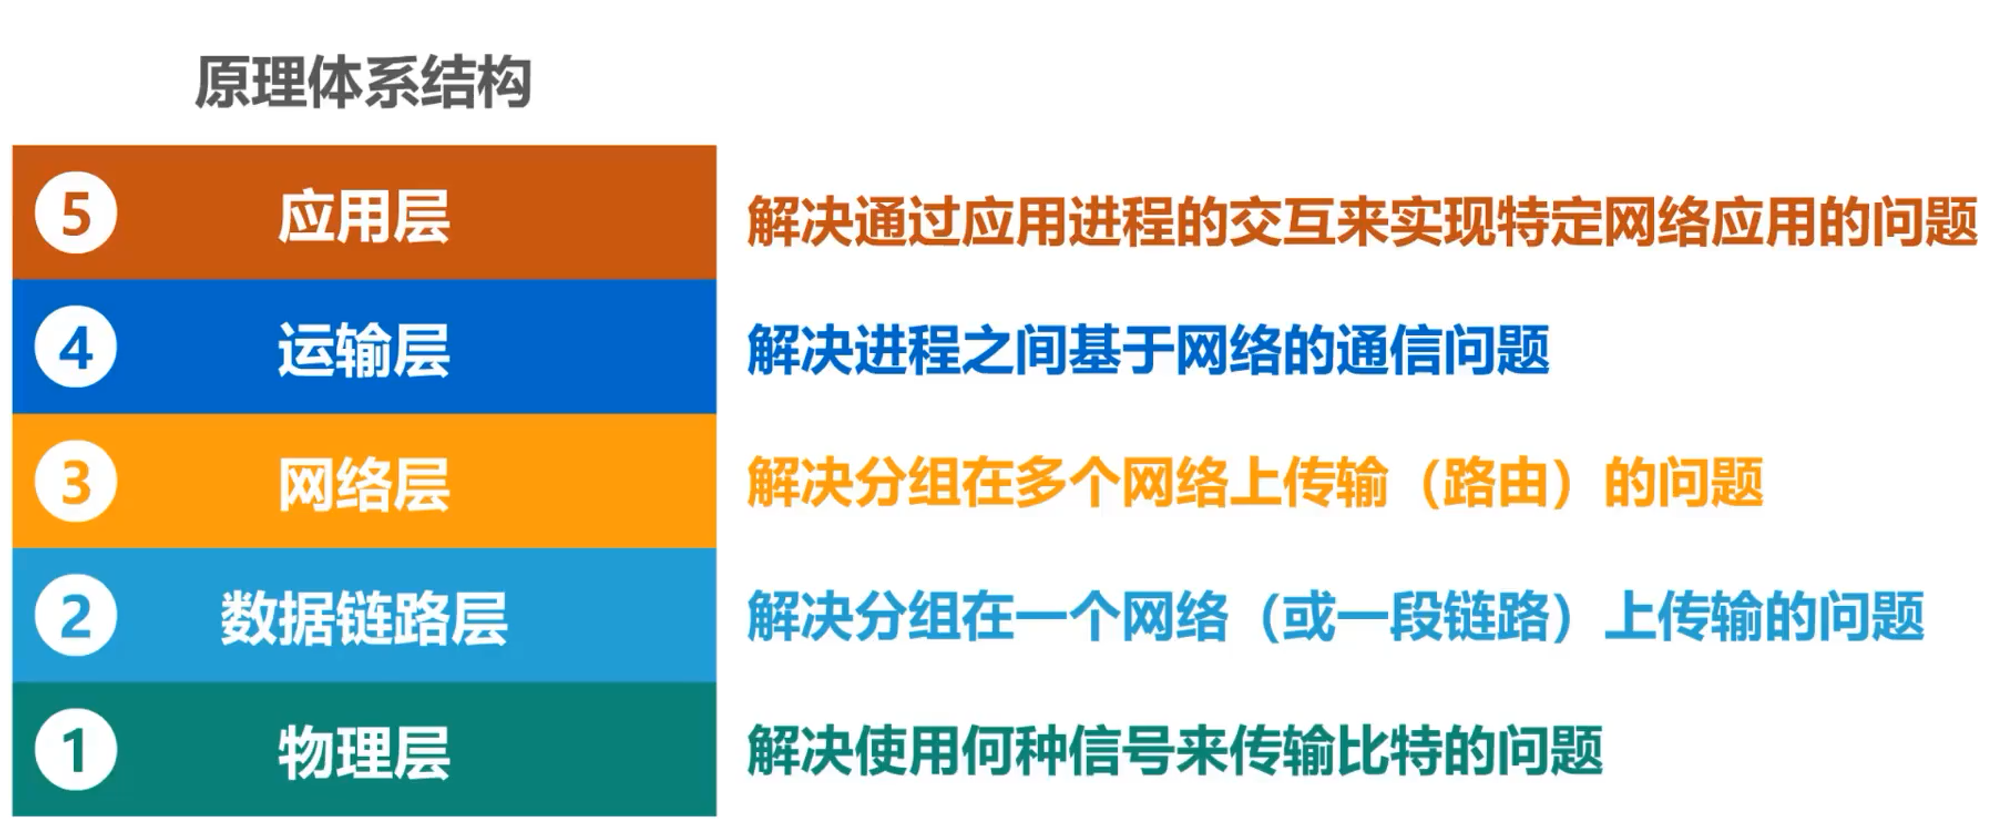 原理体系结构
5 应用层 解决通过应用进程的交互来实现特定网络应用的问题
4 运输层 解决进程之间基于网络的通信问题
3 网络层 解决分组在多个网络上传输（路由）的问题
2 数据链路层 解决分组在一个网络（或一段链路）上传输的问题
1 物理层 解决使用何种信号来传输比特的问题